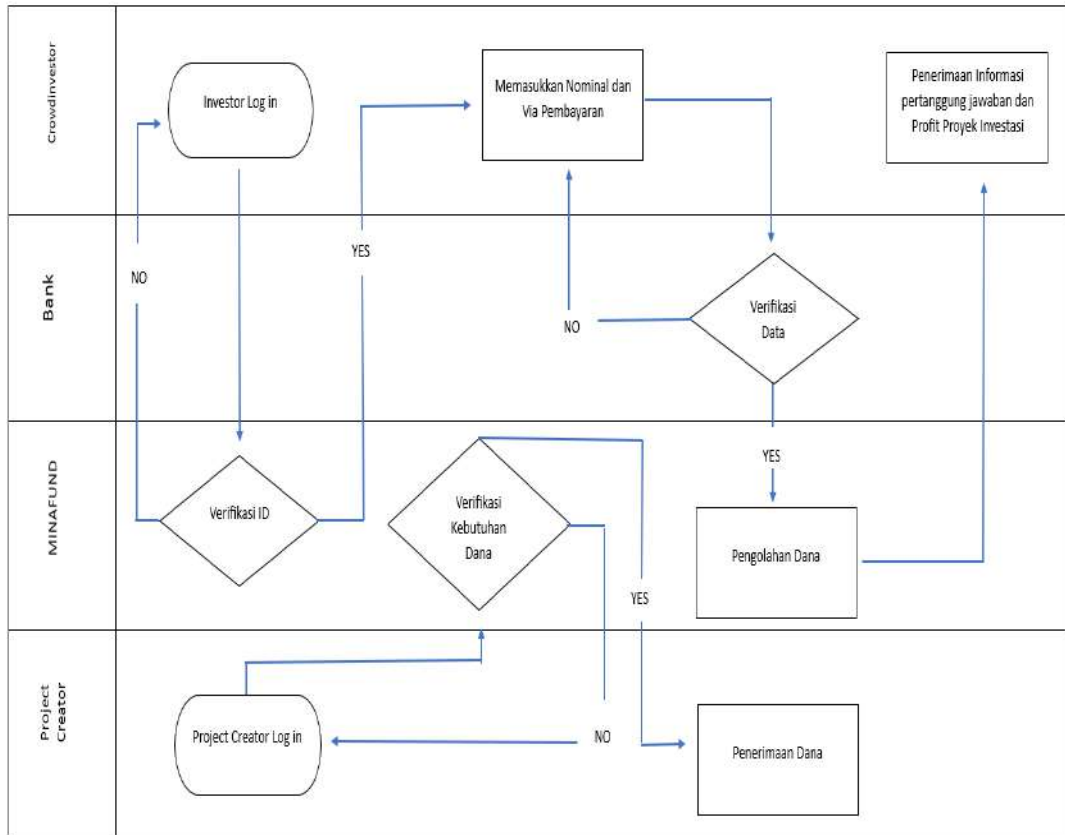 Crowdinvestor
Investor Log in
Memasukkan Nominal dan
Via Pembayaran
Penerimaan Informasi
pertanggung jawaban dan
Profit Proyek Investasi
Bank
NO
YES
NO
Verifikasi
Data
MINAFUND
Verifikasi ID
Verifikasi
Kebutuhan
Dana
YES
YES
Pengolahan Dana
Project
Creator
Project Creator Log in
NO
Penerimaan Dana